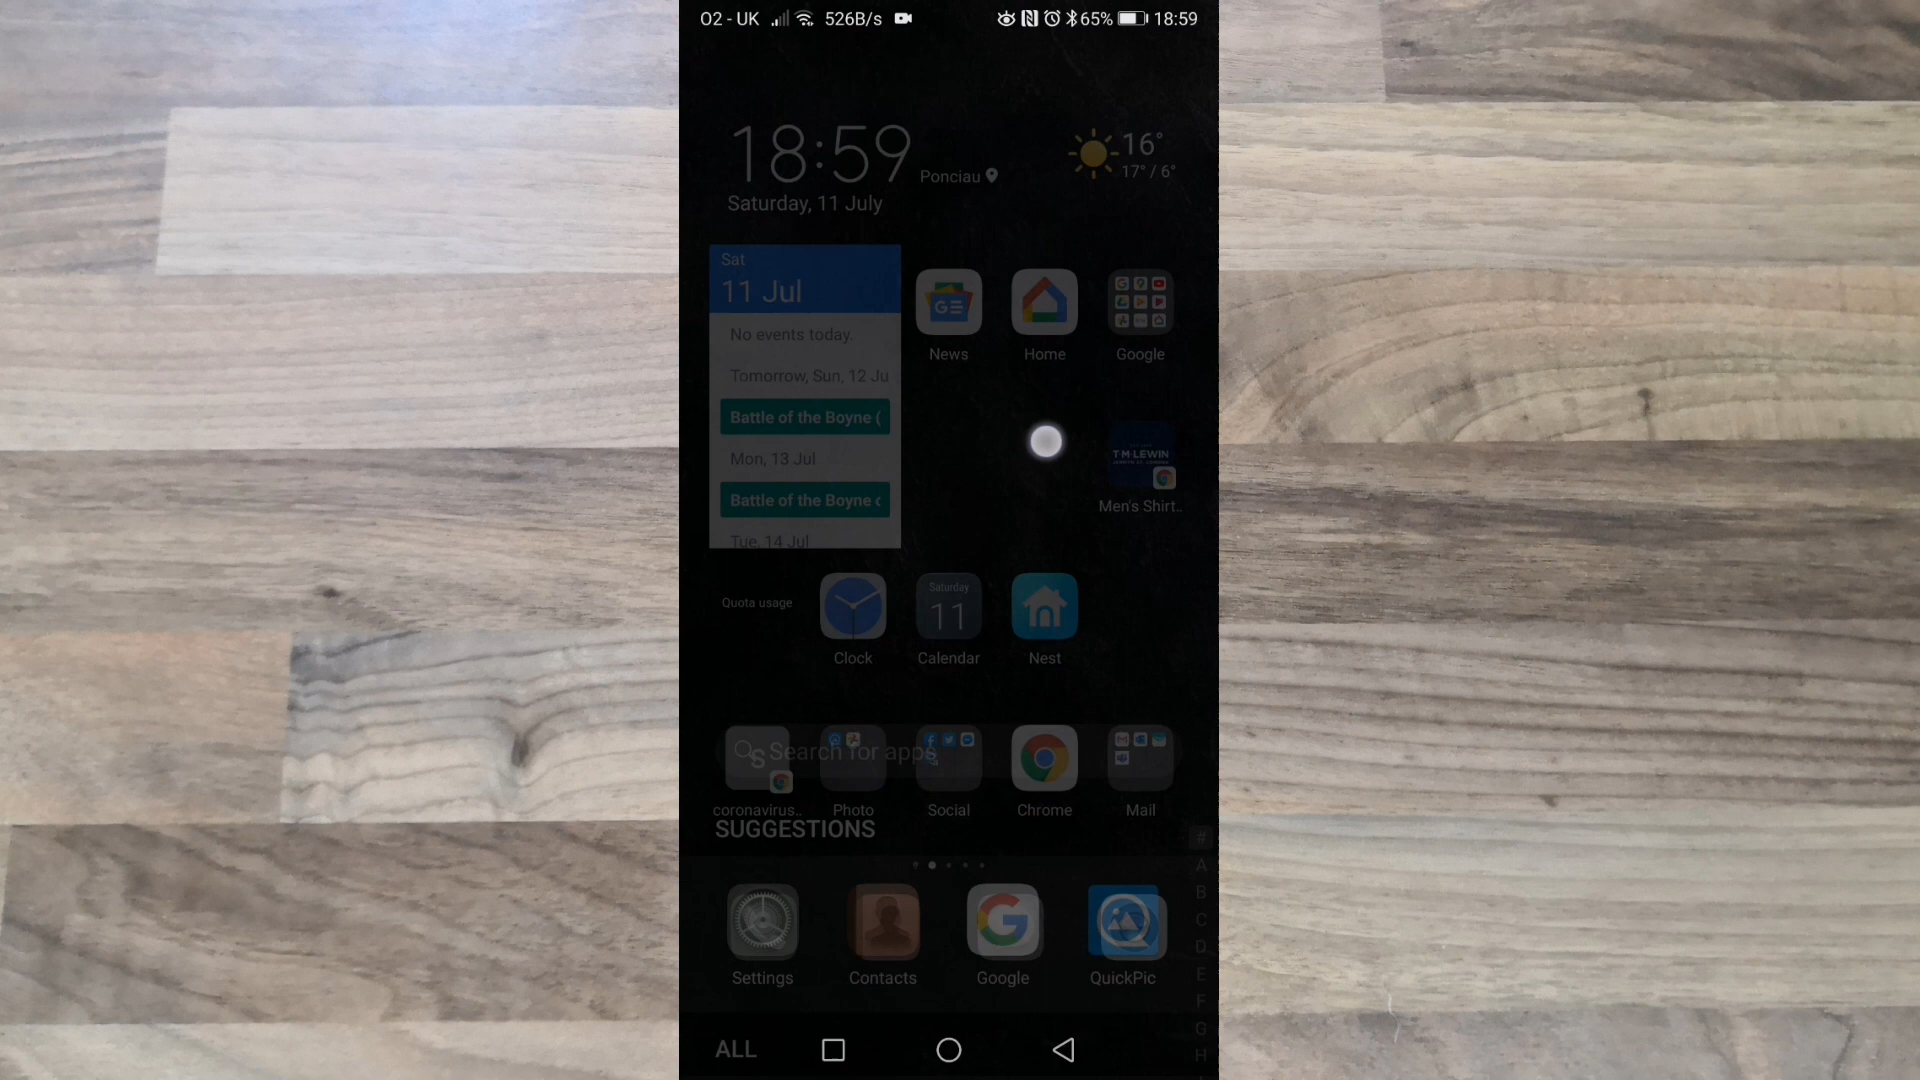 O2 - UK 526B/s 65% 18:59
18:59 Ponciau 16°
17° / 6°
Saturday, 11 July
Sat
11 Jul
No events today.
Tomorrow, Sun, 12 Ju
Battle of the Boyne (
Mon, 13 Jul
Battle of the Boyne
Tue, 14 Jul
News Home Google
T M LEWIN
Men's Shirt..
Quota usage
Saturday
11
Clock Calendar Nest
S
Search for apps
coronavirus.. Photo Social Chrome Mail
SUGGESTIONS
#
A
B
C
D
E
F
G
H
Settings Contacts Google QuickPic
ALL